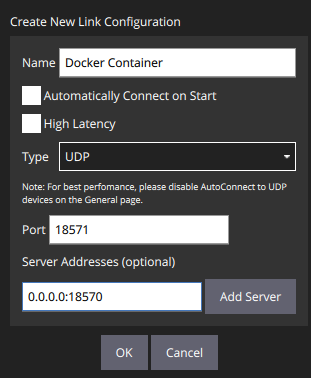 Create New Link Configuration
Name Docker Container
Automatically Connect on Start
High Latency
Type UDP
Note: For best perfomance, please disable AutoConnect to UDP
devices on the General page.
Port 18571
Server Addresses (optional)
0.0.0.0:18570 Add Server
OK Cancel